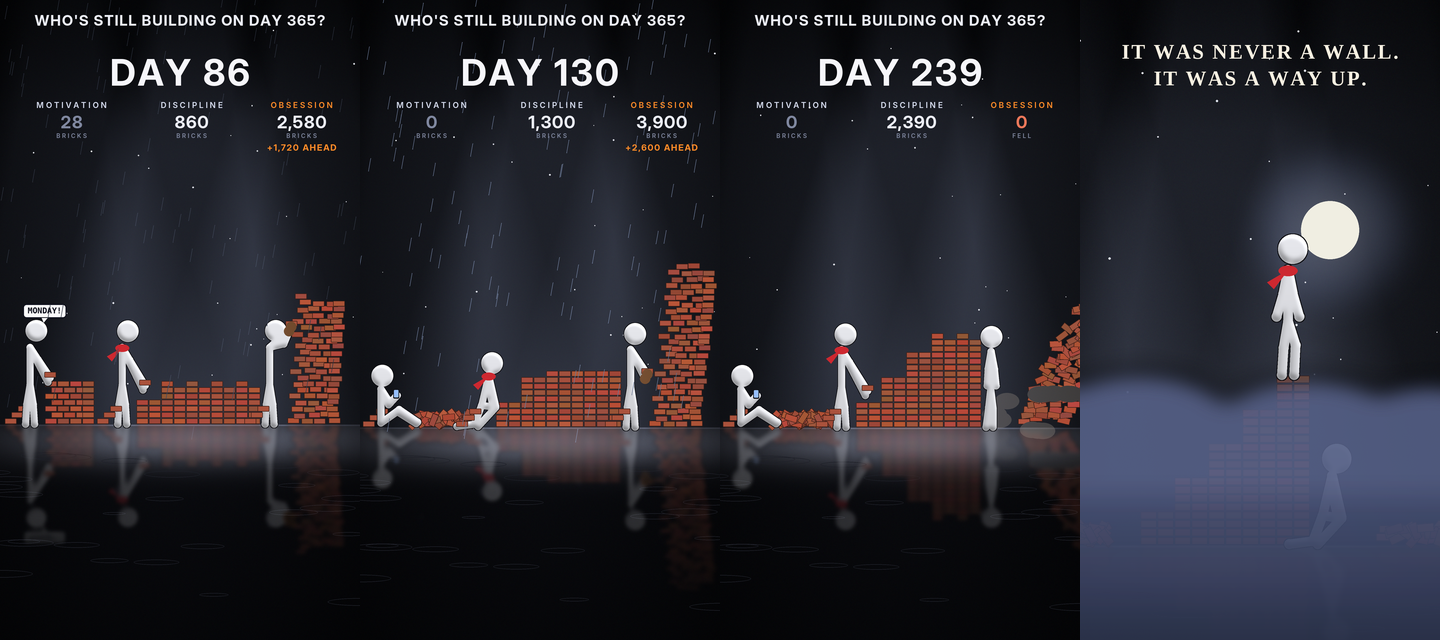 WHO'S STILL BUILDING ON DAY 365?
DAY 86
MOTIVATION
28
BRICKS
DISCIPLINE
860
BRICKS
OBSESSION
2,580
BRICKS
+1,720 AHEAD
MONDAY!
WHO'S STILL BUILDING ON DAY 365?
DAY 130
MOTIVATION
0
BRICKS
DISCIPLINE
1,300
BRICKS
OBSESSION
3,900
BRICKS
+2,600 AHEAD
WHO'S STILL BUILDING ON DAY 365?
DAY 239
MOTIVATION
0
BRICKS
DISCIPLINE
2,390
BRICKS
OBSESSION
0
FELL
IT WAS NEVER A WALL.
IT WAS A WAY UP.